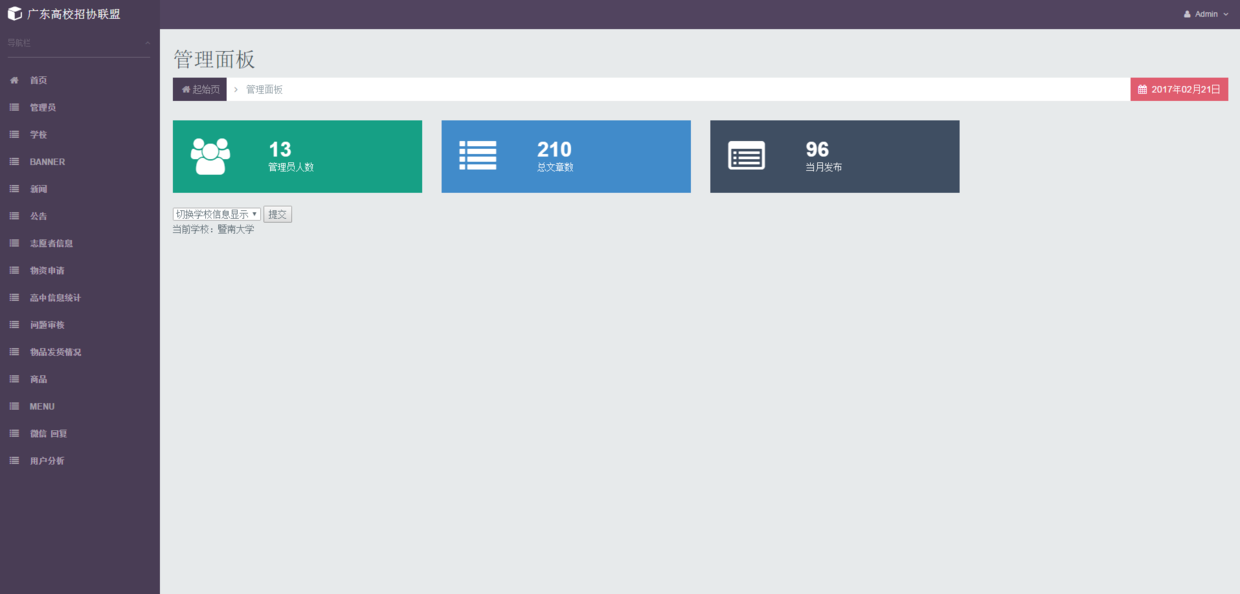 广东高校招协联盟
Admin
导航栏
首页
管理员
学校
BANNER
新闻
公告
志愿者信息
物资申请
高中信息统计
问题审核
物品发货情况
商品
MENU
微信 回复
用户分析
管理面板
起始页 > 管理面板
2017年02月21日
13
管理员人数
210
总文章数
96
当月发布
切换学校信息显示 提交
当前学校：暨南大学